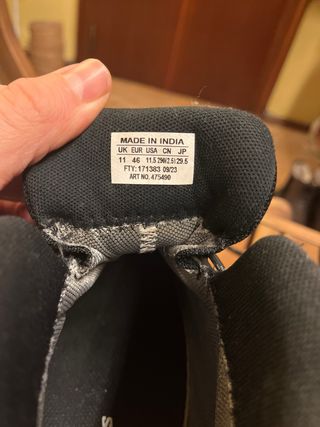 MADE IN INDIA
UK EUR USA CN JP
11 46 11.5 290(2.5) 29.5
FTY: 171383 09/23
ART NO. 475490
S